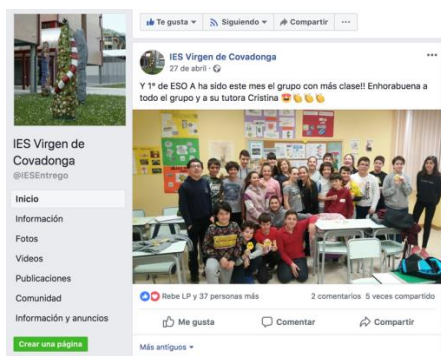 Te gusta Siguiendo Compartir ...
IES Virgen de Covadonga
27 de abril ·
Y 1º de ESO A ha sido este mes el grupo con más clase!! Enhorabuena a
todo el grupo y a su tutora Cristina
IES Virgen de
Covadonga
@IESEntrego
Inicio
Información
Fotos
Videos
Publicaciones
Comunidad
Información y anuncios
Crear una página
Rebe LP y 37 personas más 2 comentarios 5 veces compartido
Me gusta Comentar Compartir
Más antiguos